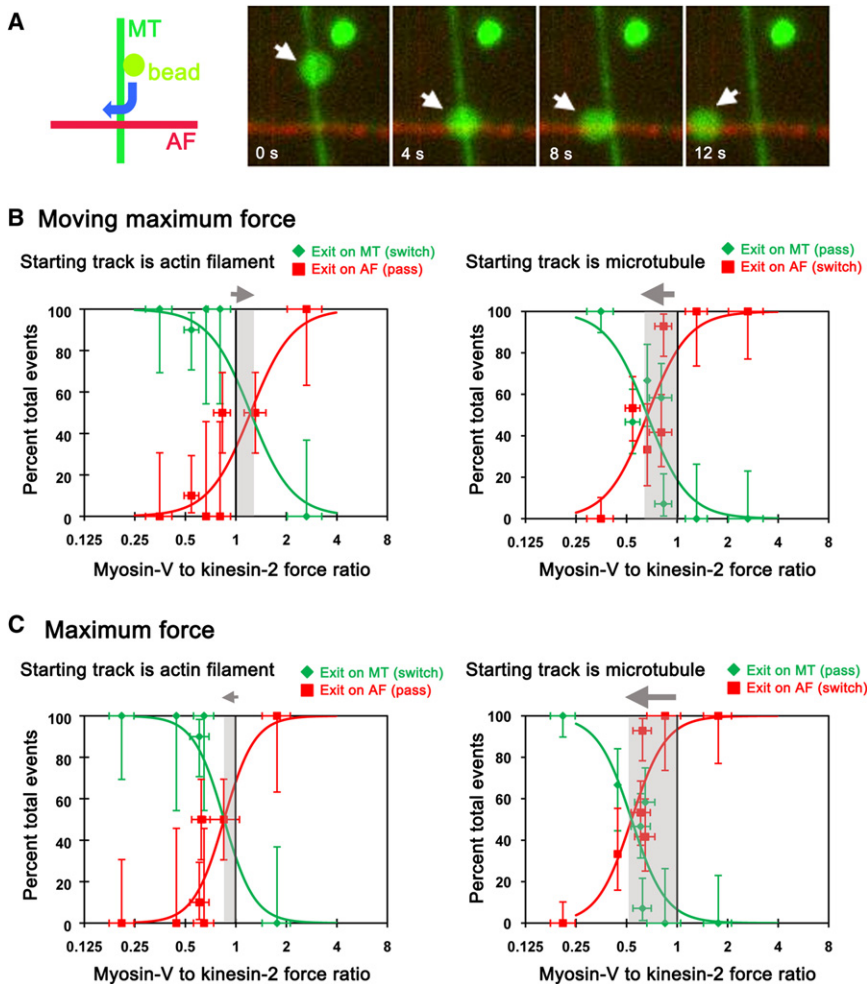 A
MT
bead
AF
0 s
4 s
8 s
12 s
B Moving maximum force
Starting track is actin filament
Exit on MT (switch)
Exit on AF (pass)
Percent total events
100
80
60
40
20
0
0.125 0.25 0.5 1 2 4 8
Myosin-V to kinesin-2 force ratio
Starting track is microtubule
Exit on MT (pass)
Exit on AF (switch)
Percent total events
100
80
60
40
20
0
0.125 0.25 0.5 1 2 4 8
Myosin-V to kinesin-2 force ratio
C Maximum force
Starting track is actin filament
Exit on MT (switch)
Exit on AF (pass)
Percent total events
100
80
60
40
20
0
0.125 0.25 0.5 1 2 4 8
Myosin-V to kinesin-2 force ratio
Starting track is microtubule
Exit on MT (pass)
Exit on AF (switch)
Percent total events
100
80
60
40
20
0
0.125 0.25 0.5 1 2 4 8
Myosin-V to kinesin-2 force ratio